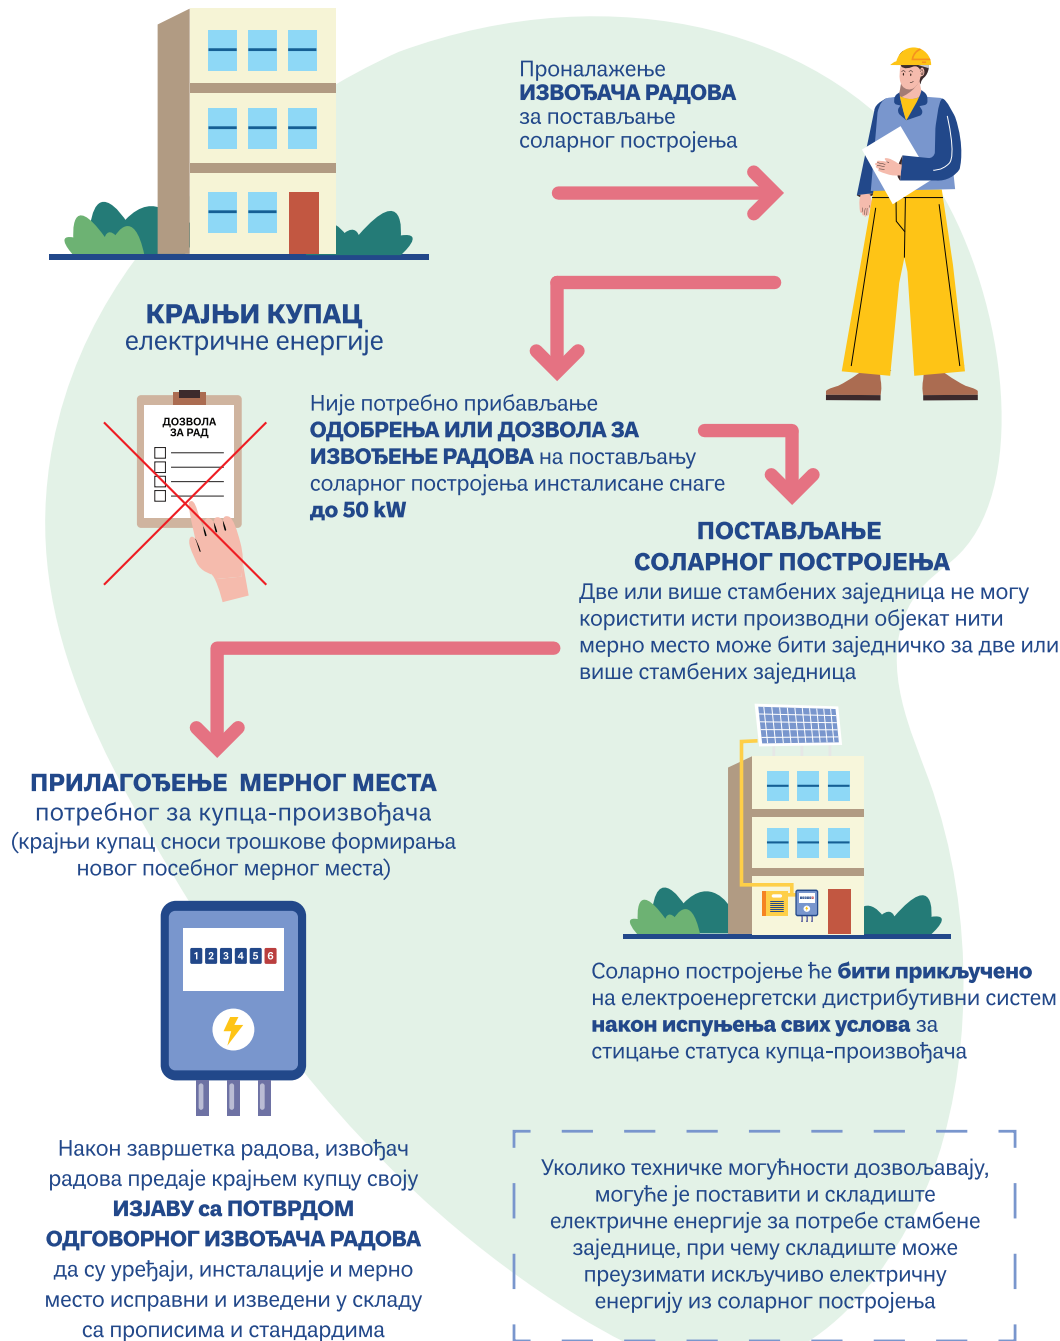 Проналажење
ИЗВОЂАЧА РАДОВА
за постављање
соларног постројења
КРАЈЊИ КУПАЦ
електричне енергије
ДОЗВОЛА
ЗА РАД
Није потребно прибављање
ОДОБРЕЊА ИЛИ ДОЗВОЛА ЗА
ИЗВОЂЕЊЕ РАДОВА на постављању
соларног постројења инсталисане снаге
до 50 kW
ПОСТАВЉАЊЕ
СОЛАРНОГ ПОСТРОЈЕЊА
Две или више стамбених заједница не могу
користити исти производни објекат нити
мерно место може бити заједничко за две или
више стамбених заједница
ПРИЛАГОЂЕЊЕ МЕРНОГ МЕСТА
потребног за купца-произвођача
(крајњи купац сноси трошкове формирања
новог посебног мерног места)
1 2 3 4 5 6
Соларно постројење ће бити прикључено
на електроенергетски дистрибутивни систем
након испуњења свих услова за
стицање статуса купца-произвођача
Након завршетка радова, извођач
радова предаје крајњем купцу своју
ИЗЈАВУ са ПОТВРДОМ
ОДГОВОРНОГ ИЗВОЂАЧА РАДОВА
да су уређаји, инсталације и мерно
место исправни и изведени у складу
са прописима и стандардима
Уколико техничке могућности дозвољавају,
могуће је поставити и складиште
електричне енергије за потребе стамбене
заједнице, при чему складиште може
преузимати искључиво електричну
енергију из соларног постројења